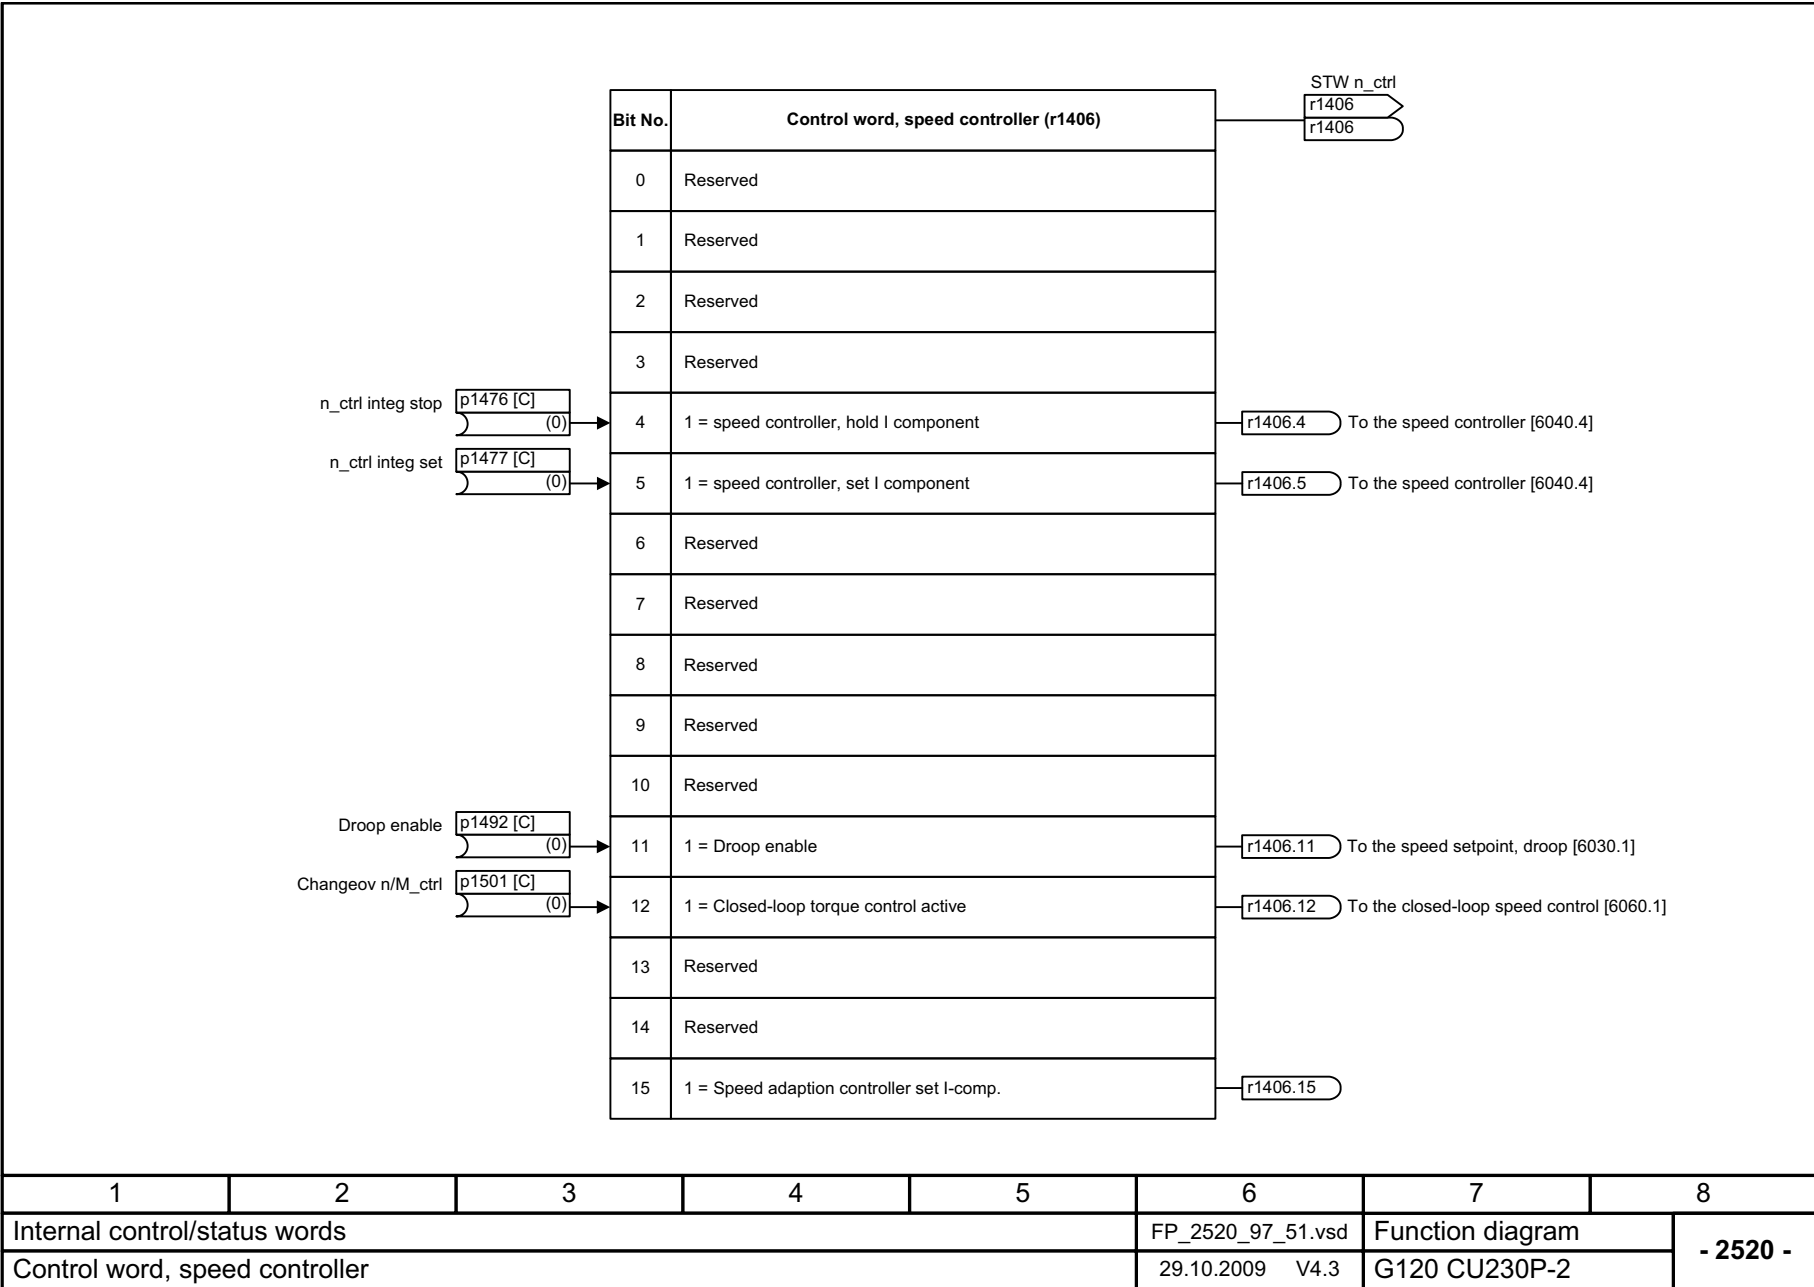 STW n_ctrl
r1406
r1406
Bit No. Control word, speed controller (r1406)
0 Reserved
1 Reserved
2 Reserved
3 Reserved
n_ctrl integ stop p1476 [C]
(0) 4 1 = speed controller, hold I component r1406.4 To the speed controller [6040.4]
n_ctrl integ set p1477 [C]
(0) 5 1 = speed controller, set I component r1406.5 To the speed controller [6040.4]
6 Reserved
7 Reserved
8 Reserved
9 Reserved
10 Reserved
Droop enable p1492 [C]
(0) 11 1 = Droop enable r1406.11 To the speed setpoint, droop [6030.1]
Changeov n/M_ctrl p1501 [C]
(0) 12 1 = Closed-loop torque control active r1406.12 To the closed-loop speed control [6060.1]
13 Reserved
14 Reserved
15 1 = Speed adaption controller set I-comp. r1406.15
1 2 3 4 5 6 7 8
Internal control/status words FP_2520_97_51.vsd Function diagram
- 2520 -
Control word, speed controller 29.10.2009 V4.3 G120 CU230P-2